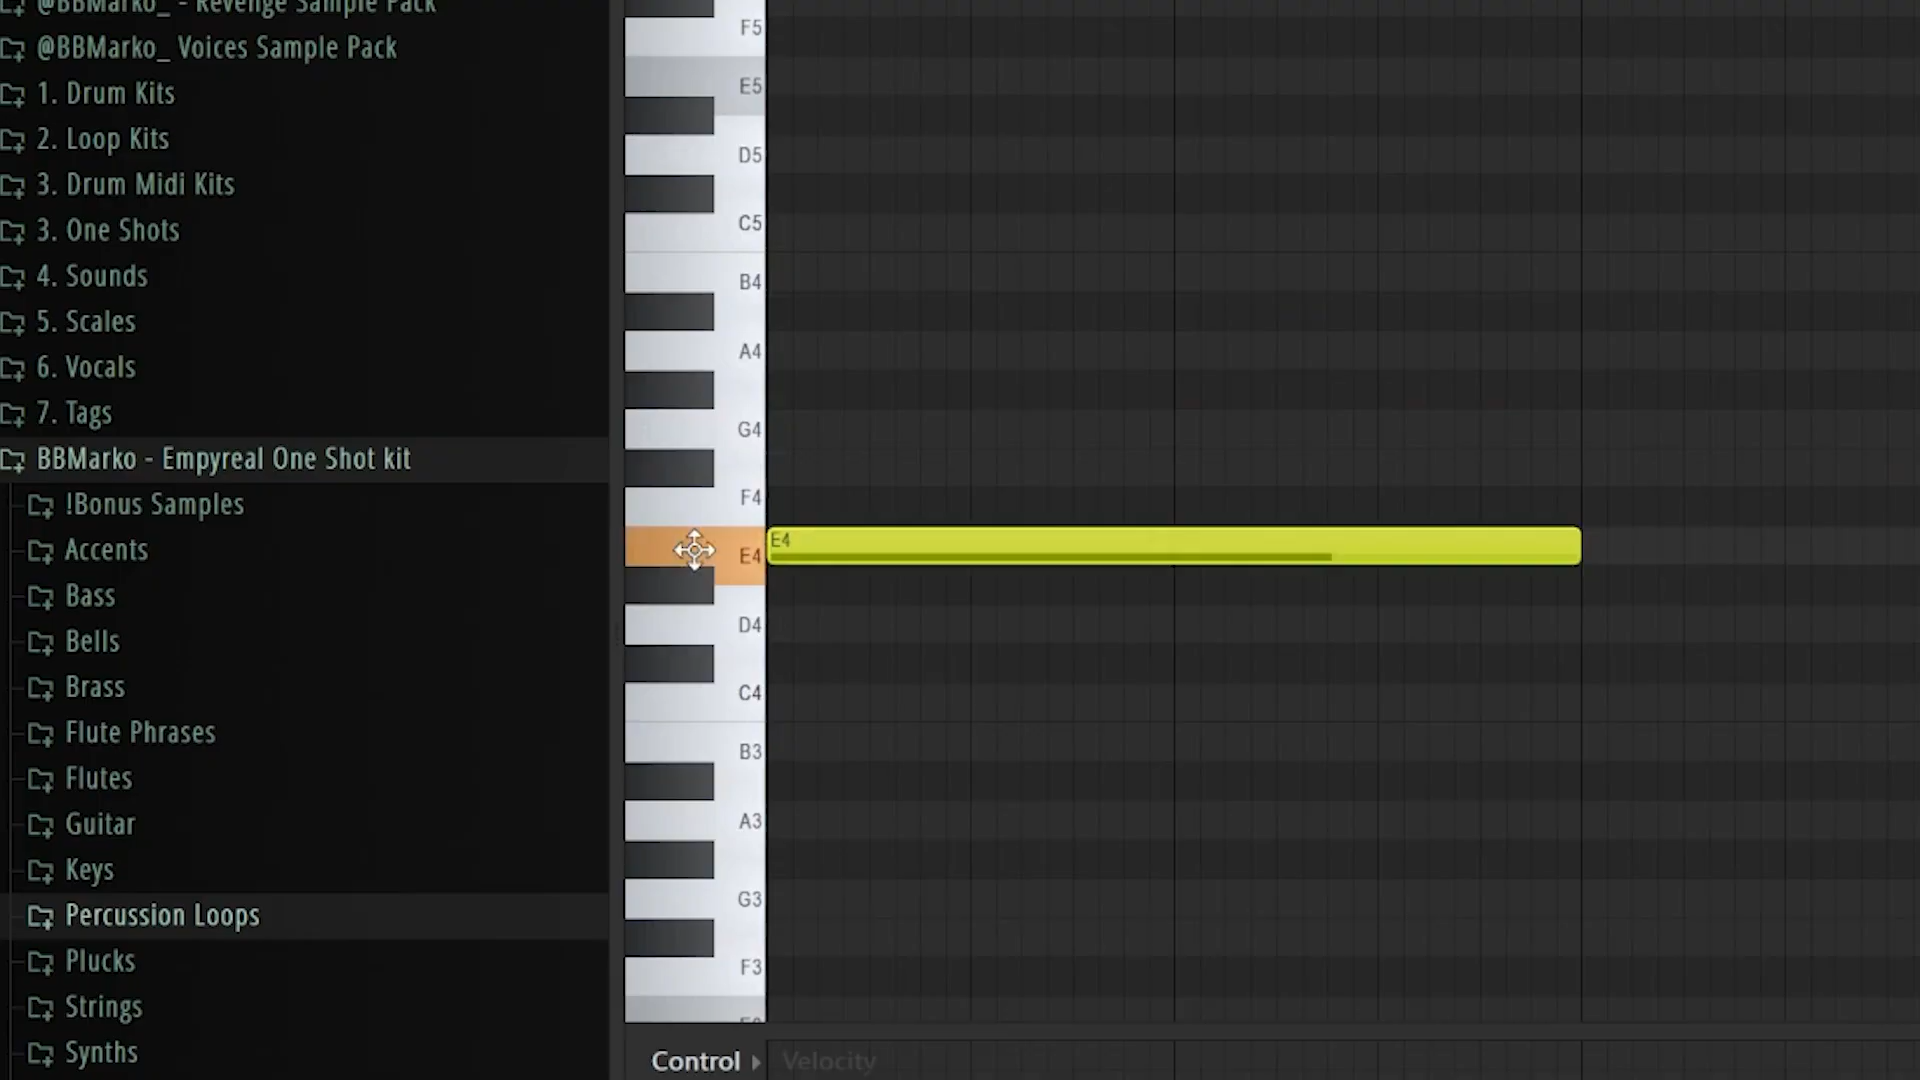 @BBMarko_ - Revenge Sample Pack
@BBMarko_ Voices Sample Pack
1. Drum Kits
2. Loop Kits
3. Drum Midi Kits
3. One Shots
4. Sounds
5. Scales
6. Vocals
7. Tags
BBMarko - Empyreal One Shot kit
!Bonus Samples
Accents
Bass
Bells
Brass
Flute Phrases
Flutes
Guitar
Keys
Percussion Loops
Plucks
Strings
Synths
F5
E5
D5
C5
B4
A4
G4
F4
E4
E4
D4
C4
B3
A3
G3
F3
Control
Velocity